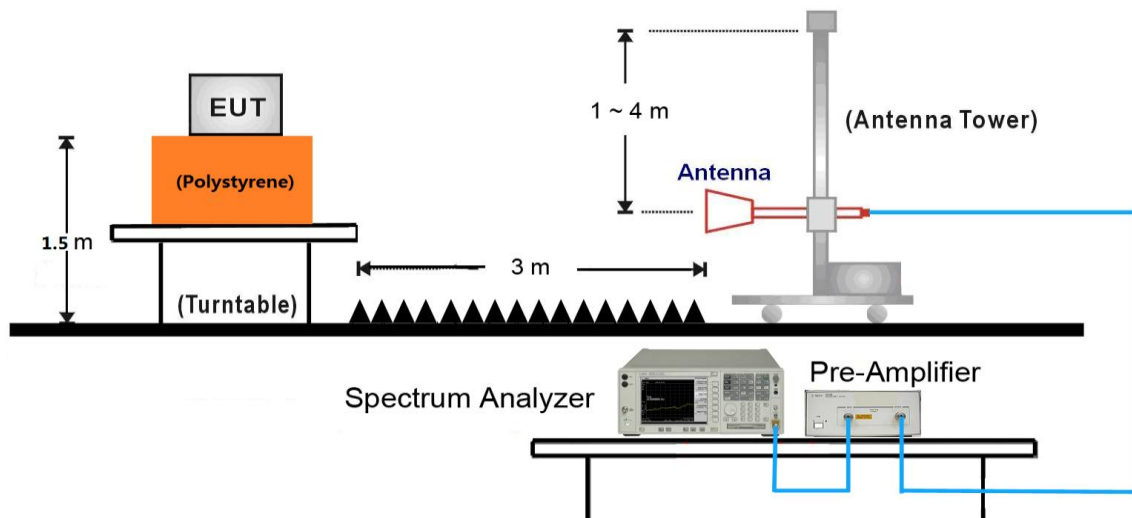 EUT
(Polystyrene)
1.5 m
(Turntable)
3 m
1 ~ 4 m
Antenna
(Antenna Tower)
Spectrum Analyzer
Pre-Amplifier